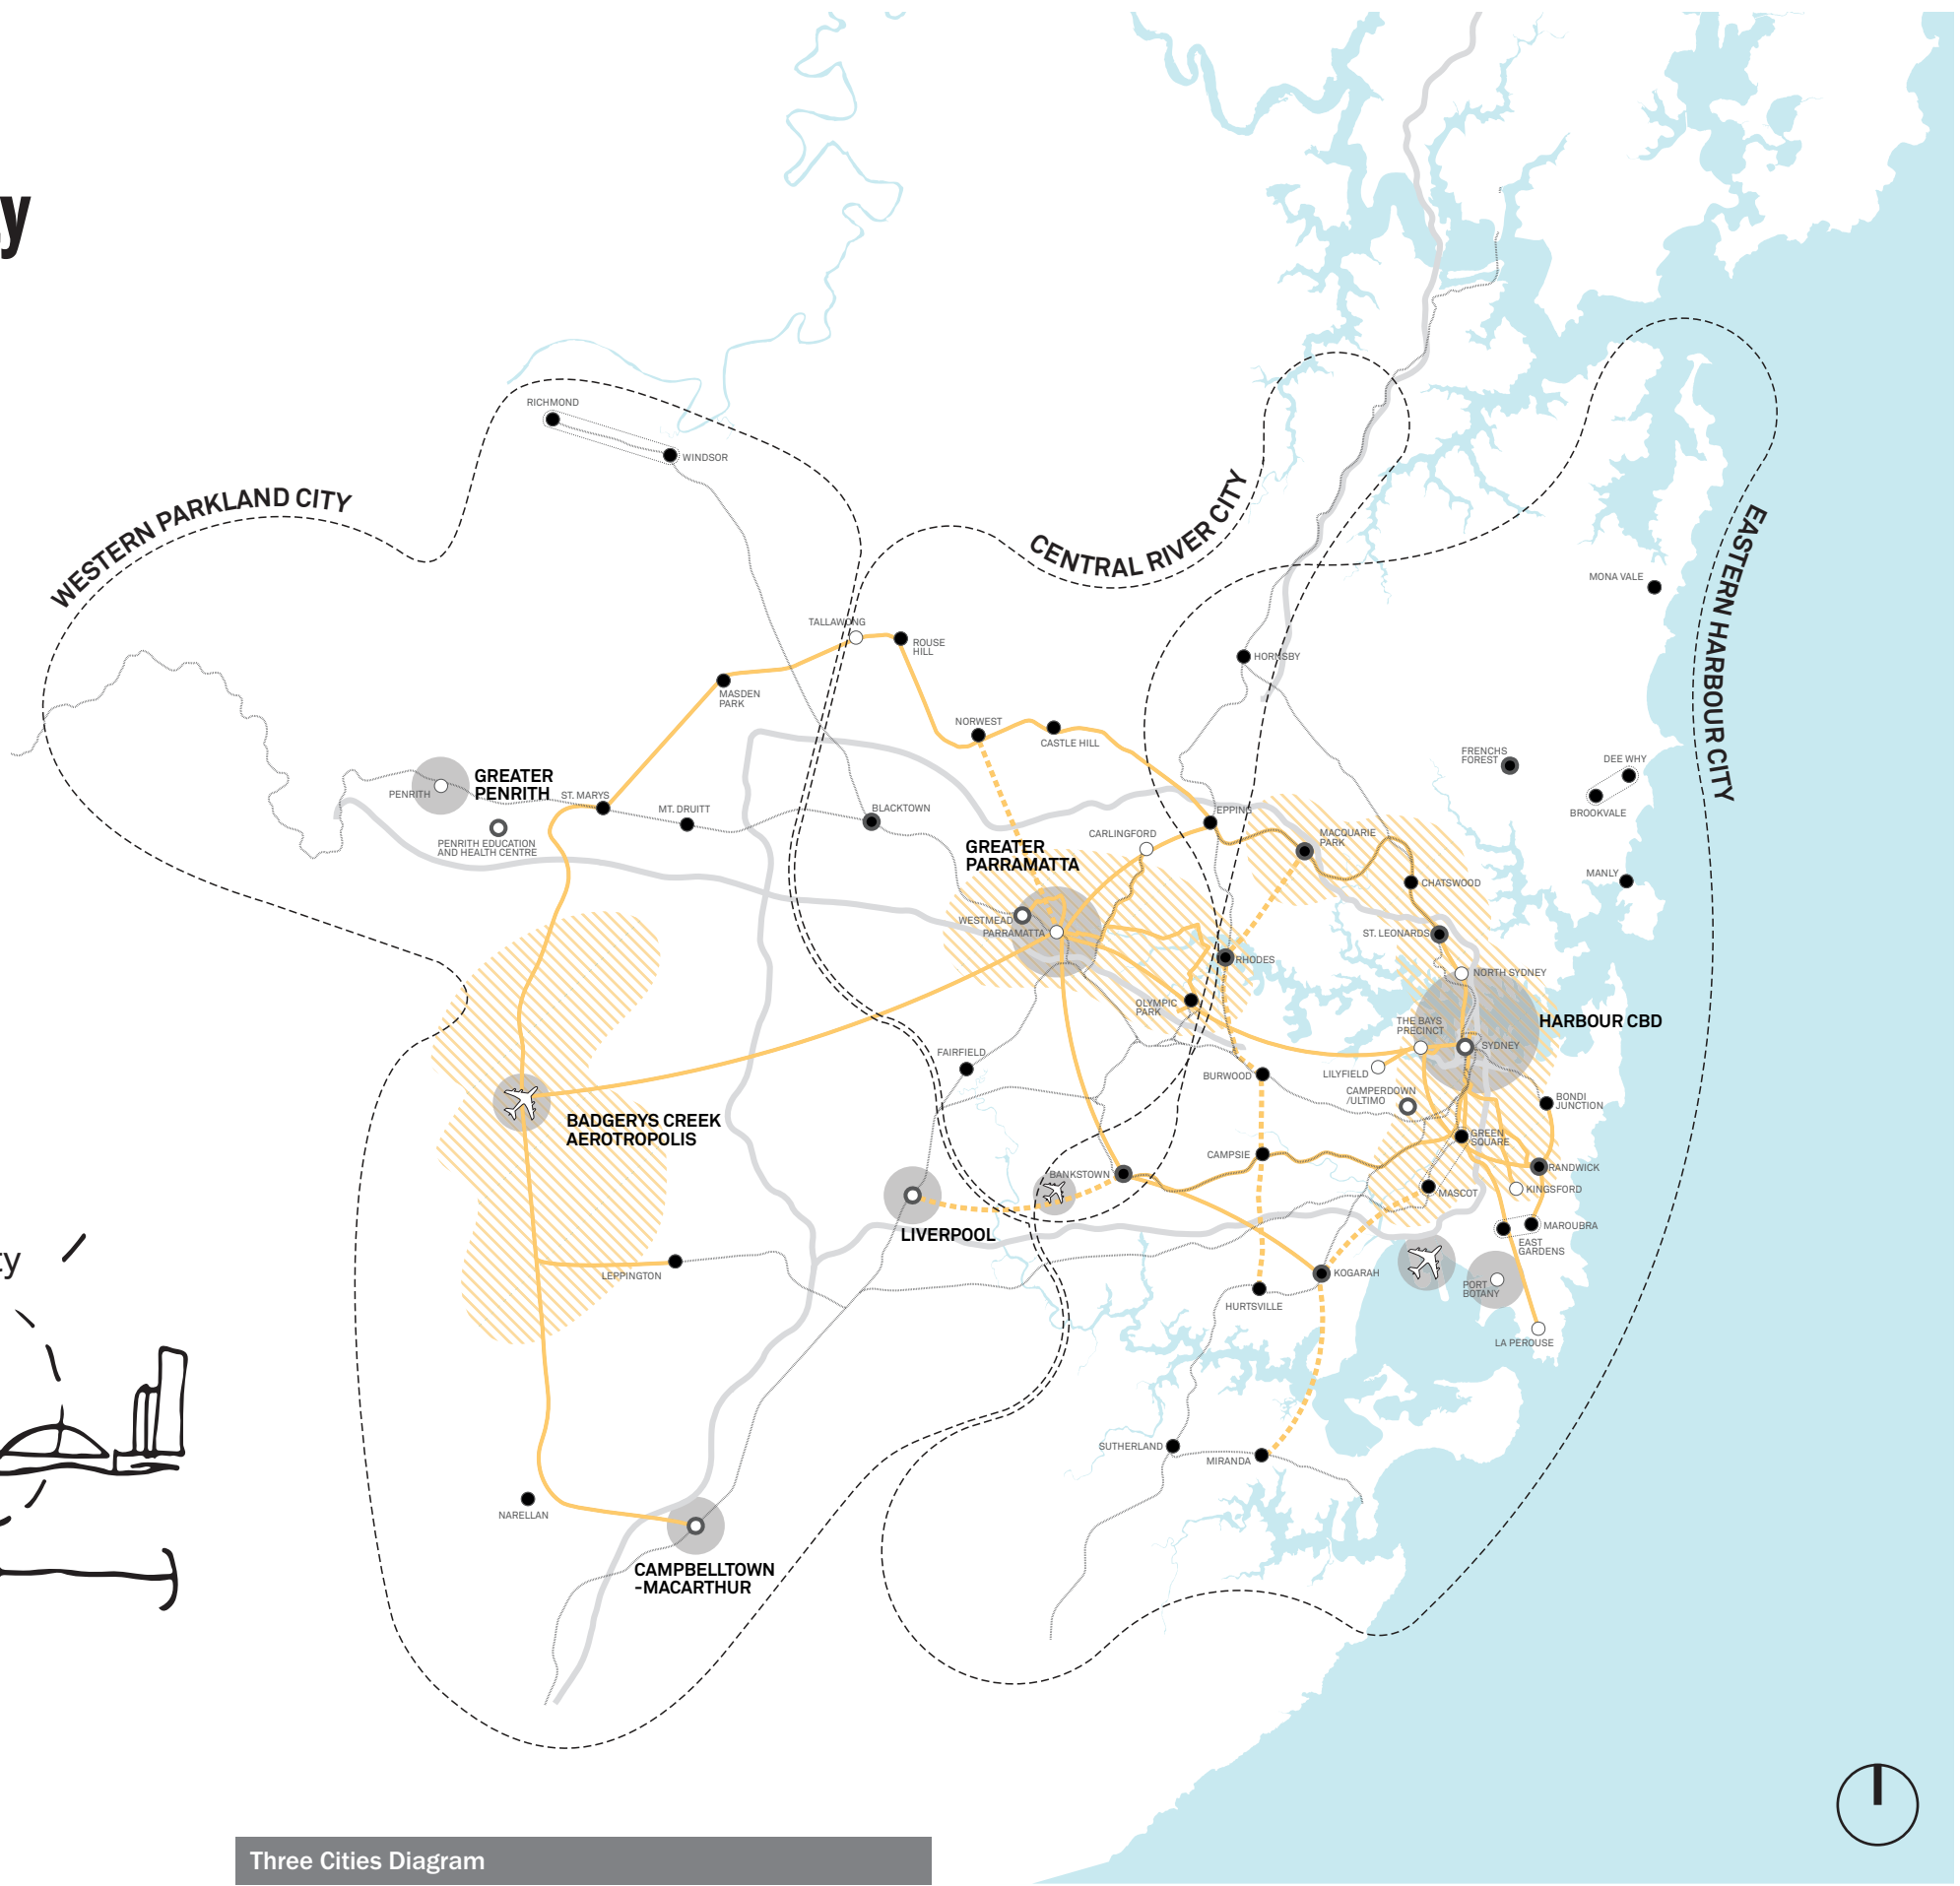 y
ty
WESTERN PARKLAND CITY
CENTRAL RIVER CITY
EASTERN HARBOUR CITY
RICHMOND
WINDSOR
MONA VALE
TALLAWONG
ROUSE
HILL
HORNSBY
MASDEN
PARK
NORWEST
CASTLE HILL
FRENCHS
FOREST
DEE WHY
BROOKVALE
GREATER
PENRITH
PENRITH
ST. MARYS
MT. DRUITT
BLACKTOWN
PENRITH EDUCATION
AND HEALTH CENTRE
CARLINGFORD
EPPING
MACQUARIE
PARK
GREATER
PARRAMATTA
CHATSWOOD
MANLY
WESTMEAD
PARRAMATTA
ST. LEONARDS
RHODES
NORTH SYDNEY
OLYMPIC
PARK
THE BAYS
PRECINCT
HARBOUR CBD
SYDNEY
FAIRFIELD
BURWOOD
LILYFIELD
CAMPERDOWN
/ULTIMO
BONDI
JUNCTION
BADGERYS CREEK
AEROTROPOLIS
GREEN
SQUARE
CAMPSIE
BANKSTOWN
RANDWICK
MASCOT
KINGSFORD
LIVERPOOL
MAROUBRA
EAST
GARDENS
LEPPINGTON
KOGARAH
PORT
BOTANY
HURTSVILLE
LA PEROUSE
SUTHERLAND
MIRANDA
NARELLAN
CAMPBELLTOWN
-MACARTHUR
Three Cities Diagram